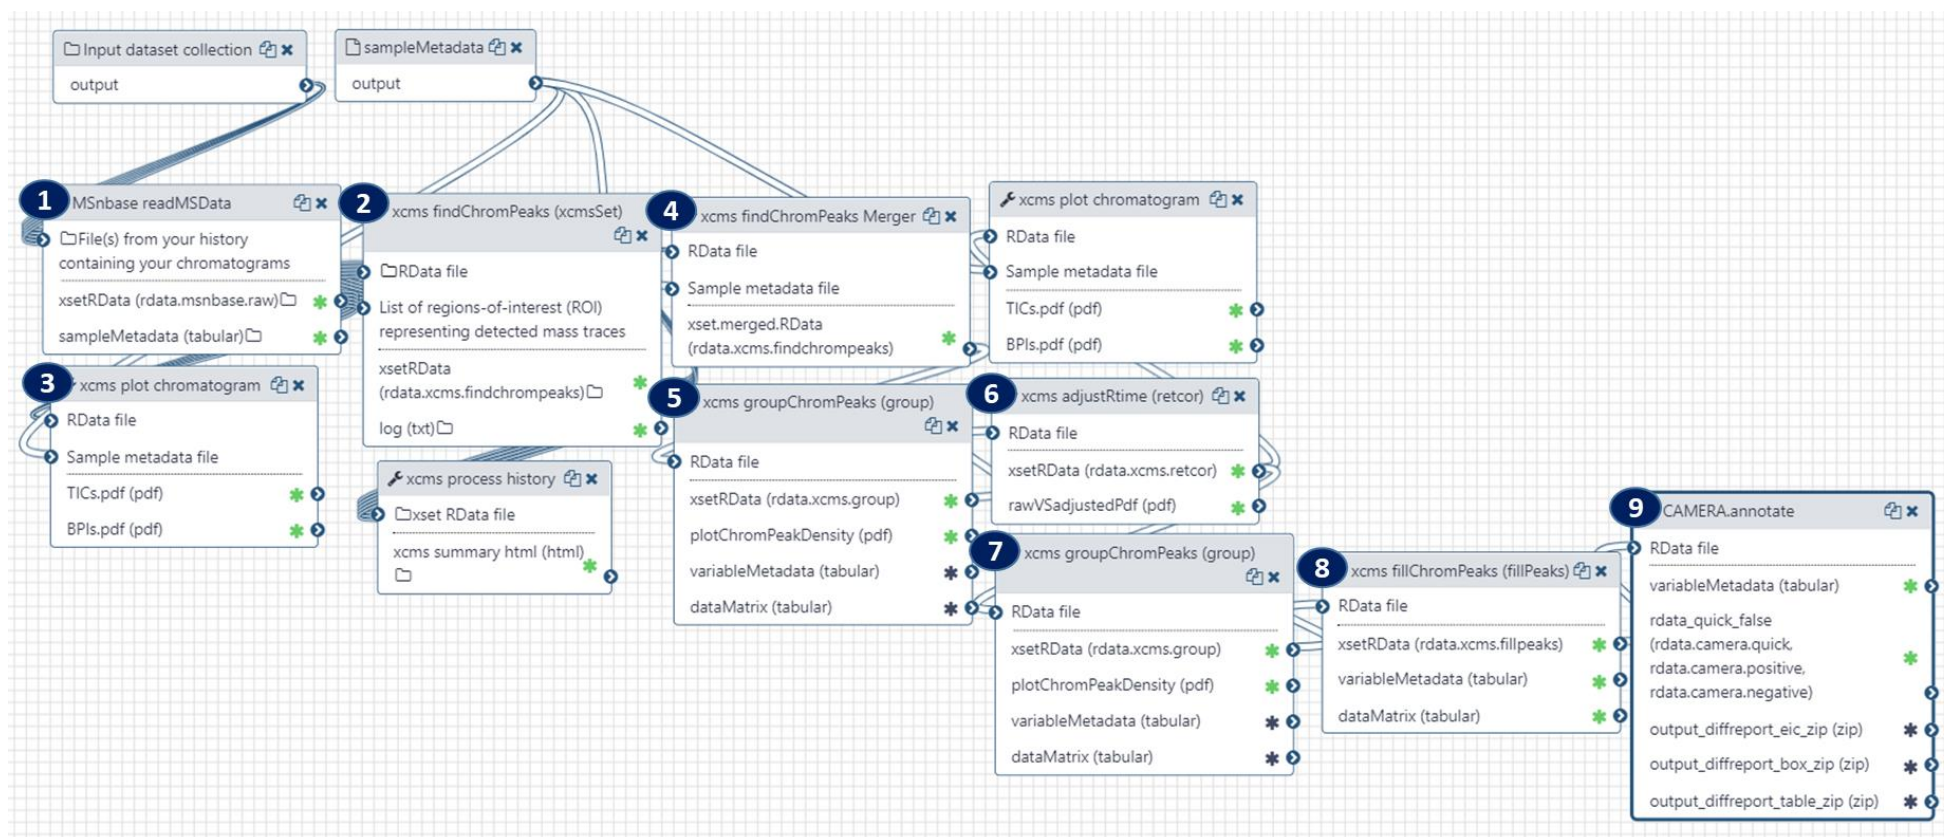 Input dataset collection
output
sampleMetadata
output
1
MSnbase readMSData
File(s) from your history
containing your chromatograms
xsetRData (rdata.msnbase.raw)
sampleMetadata (tabular)
2
xcms findChromPeaks (xcmsSet)
RData file
List of regions-of-interest (ROI)
representing detected mass traces
xsetRData
(rdata.xcms.findchrompeaks)
log (txt)
3
xcms plot chromatogram
RData file
Sample metadata file
TICs.pdf (pdf)
BPIs.pdf (pdf)
xcms process history
xset RData file
xcms summary html (html)
4
xcms findChromPeaks Merger
RData file
Sample metadata file
xset.merged.RData
(rdata.xcms.findchrompeaks)
xcms plot chromatogram
RData file
Sample metadata file
TICs.pdf (pdf)
BPIs.pdf (pdf)
5
xcms groupChromPeaks (group)
RData file
xsetRData (rdata.xcms.group)
plotChromPeakDensity (pdf)
variableMetadata (tabular)
dataMatrix (tabular)
6
xcms adjustRtime (retcor)
RData file
xsetRData (rdata.xcms.retcor)
rawVSadjustedPdf (pdf)
7
xcms groupChromPeaks (group)
RData file
xsetRData (rdata.xcms.group)
plotChromPeakDensity (pdf)
variableMetadata (tabular)
dataMatrix (tabular)
8
xcms fillChromPeaks (fillPeaks)
RData file
xsetRData (rdata.xcms.fillpeaks)
variableMetadata (tabular)
dataMatrix (tabular)
9
CAMERA.annotate
RData file
variableMetadata (tabular)
rdata_quick_false
(rdata.camera.quick,
rdata.camera.positive,
rdata.camera.negative)
output_diffreport_eic_zip (zip)
output_diffreport_box_zip (zip)
output_diffreport_table_zip (zip)